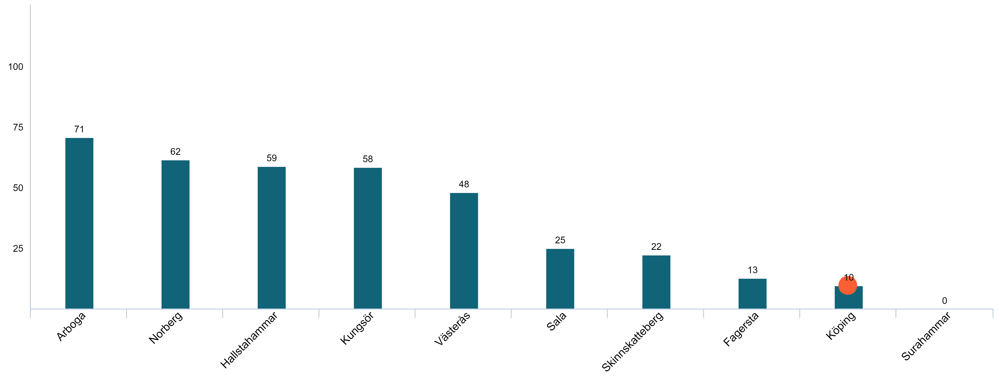 100
75
50
25
71
62
59
58
48
25
22
13
10
0
Arboga
Norberg
Hallstahammar
Kungsör
Västerås
Sala
Skinnskatteberg
Fagersta
Köping
Surahammar